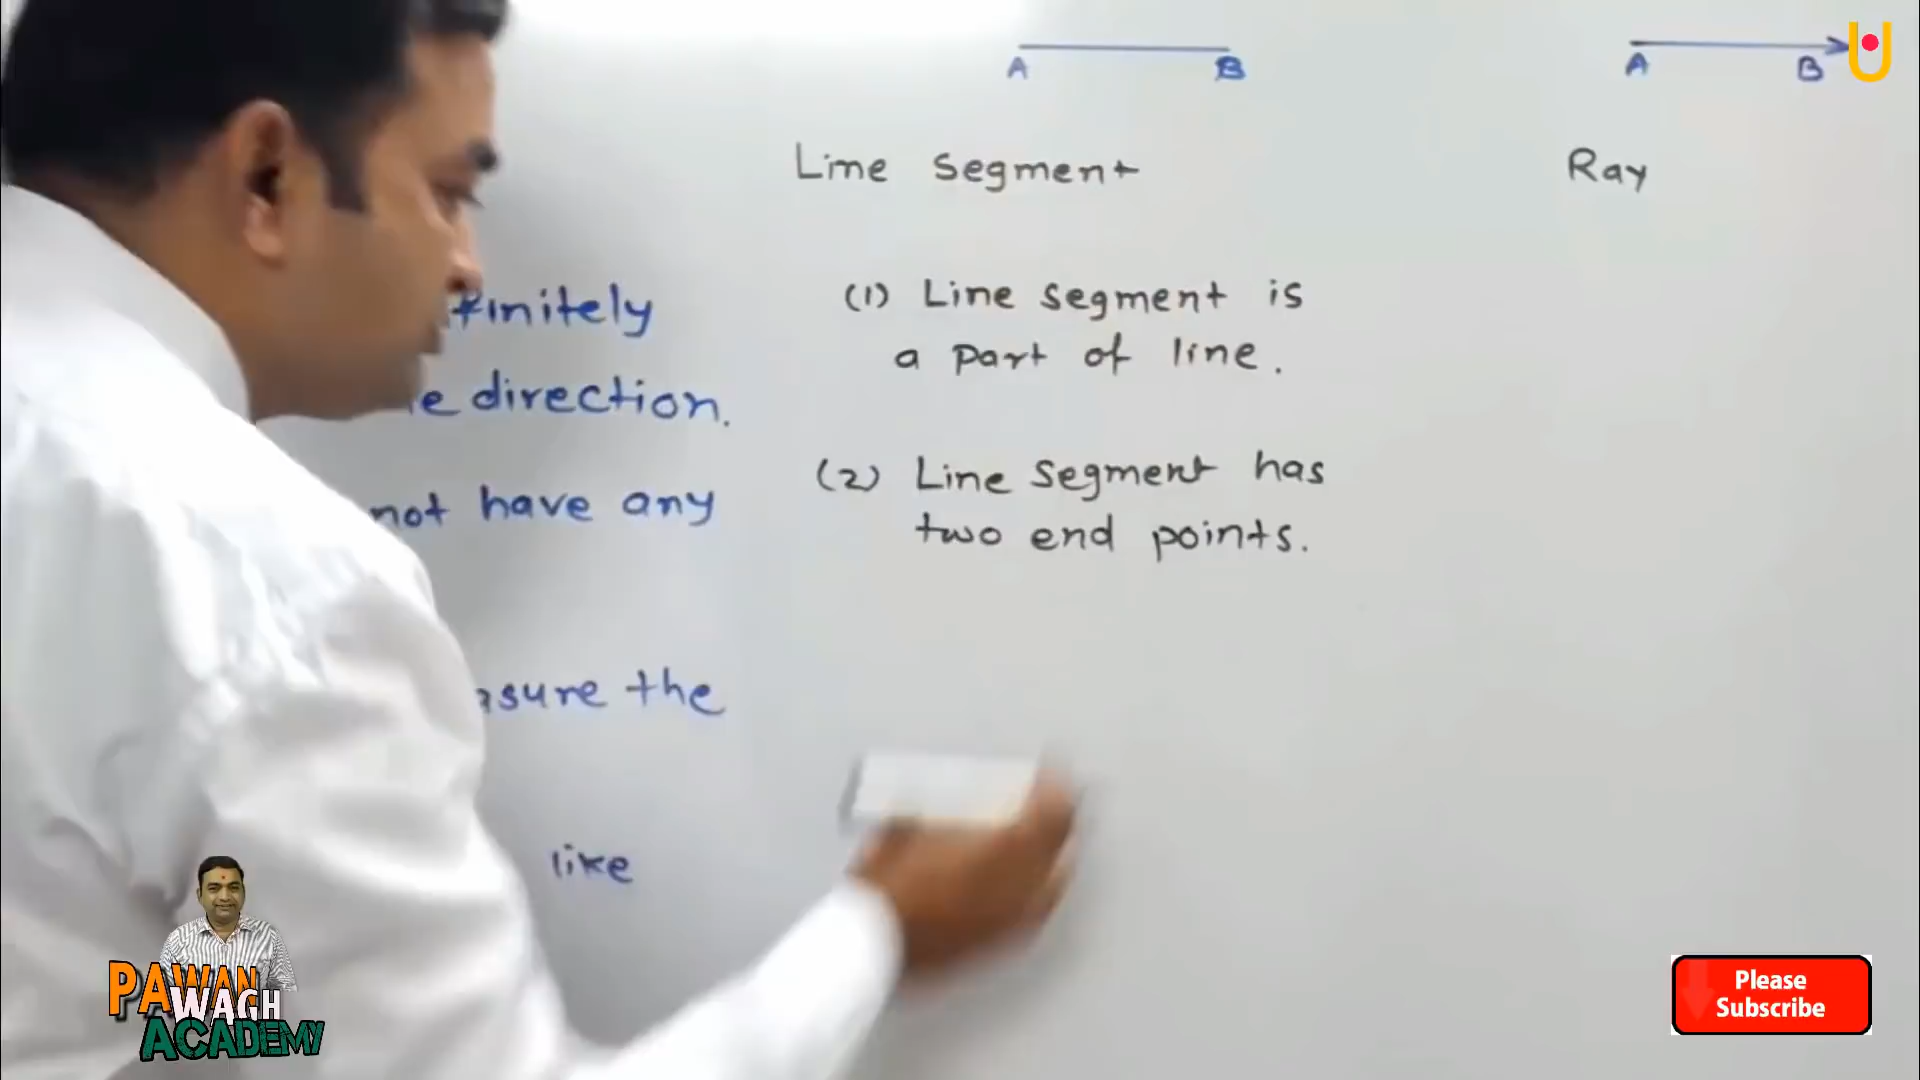 A B
A B
Line Segment
Ray
finitely
direction.
not have any
the
like
(1) Line segment is
a part of line.
(2) Line Segment has
two end points.
PAWAN
WAGH
ACADEMY
Please
Subscribe